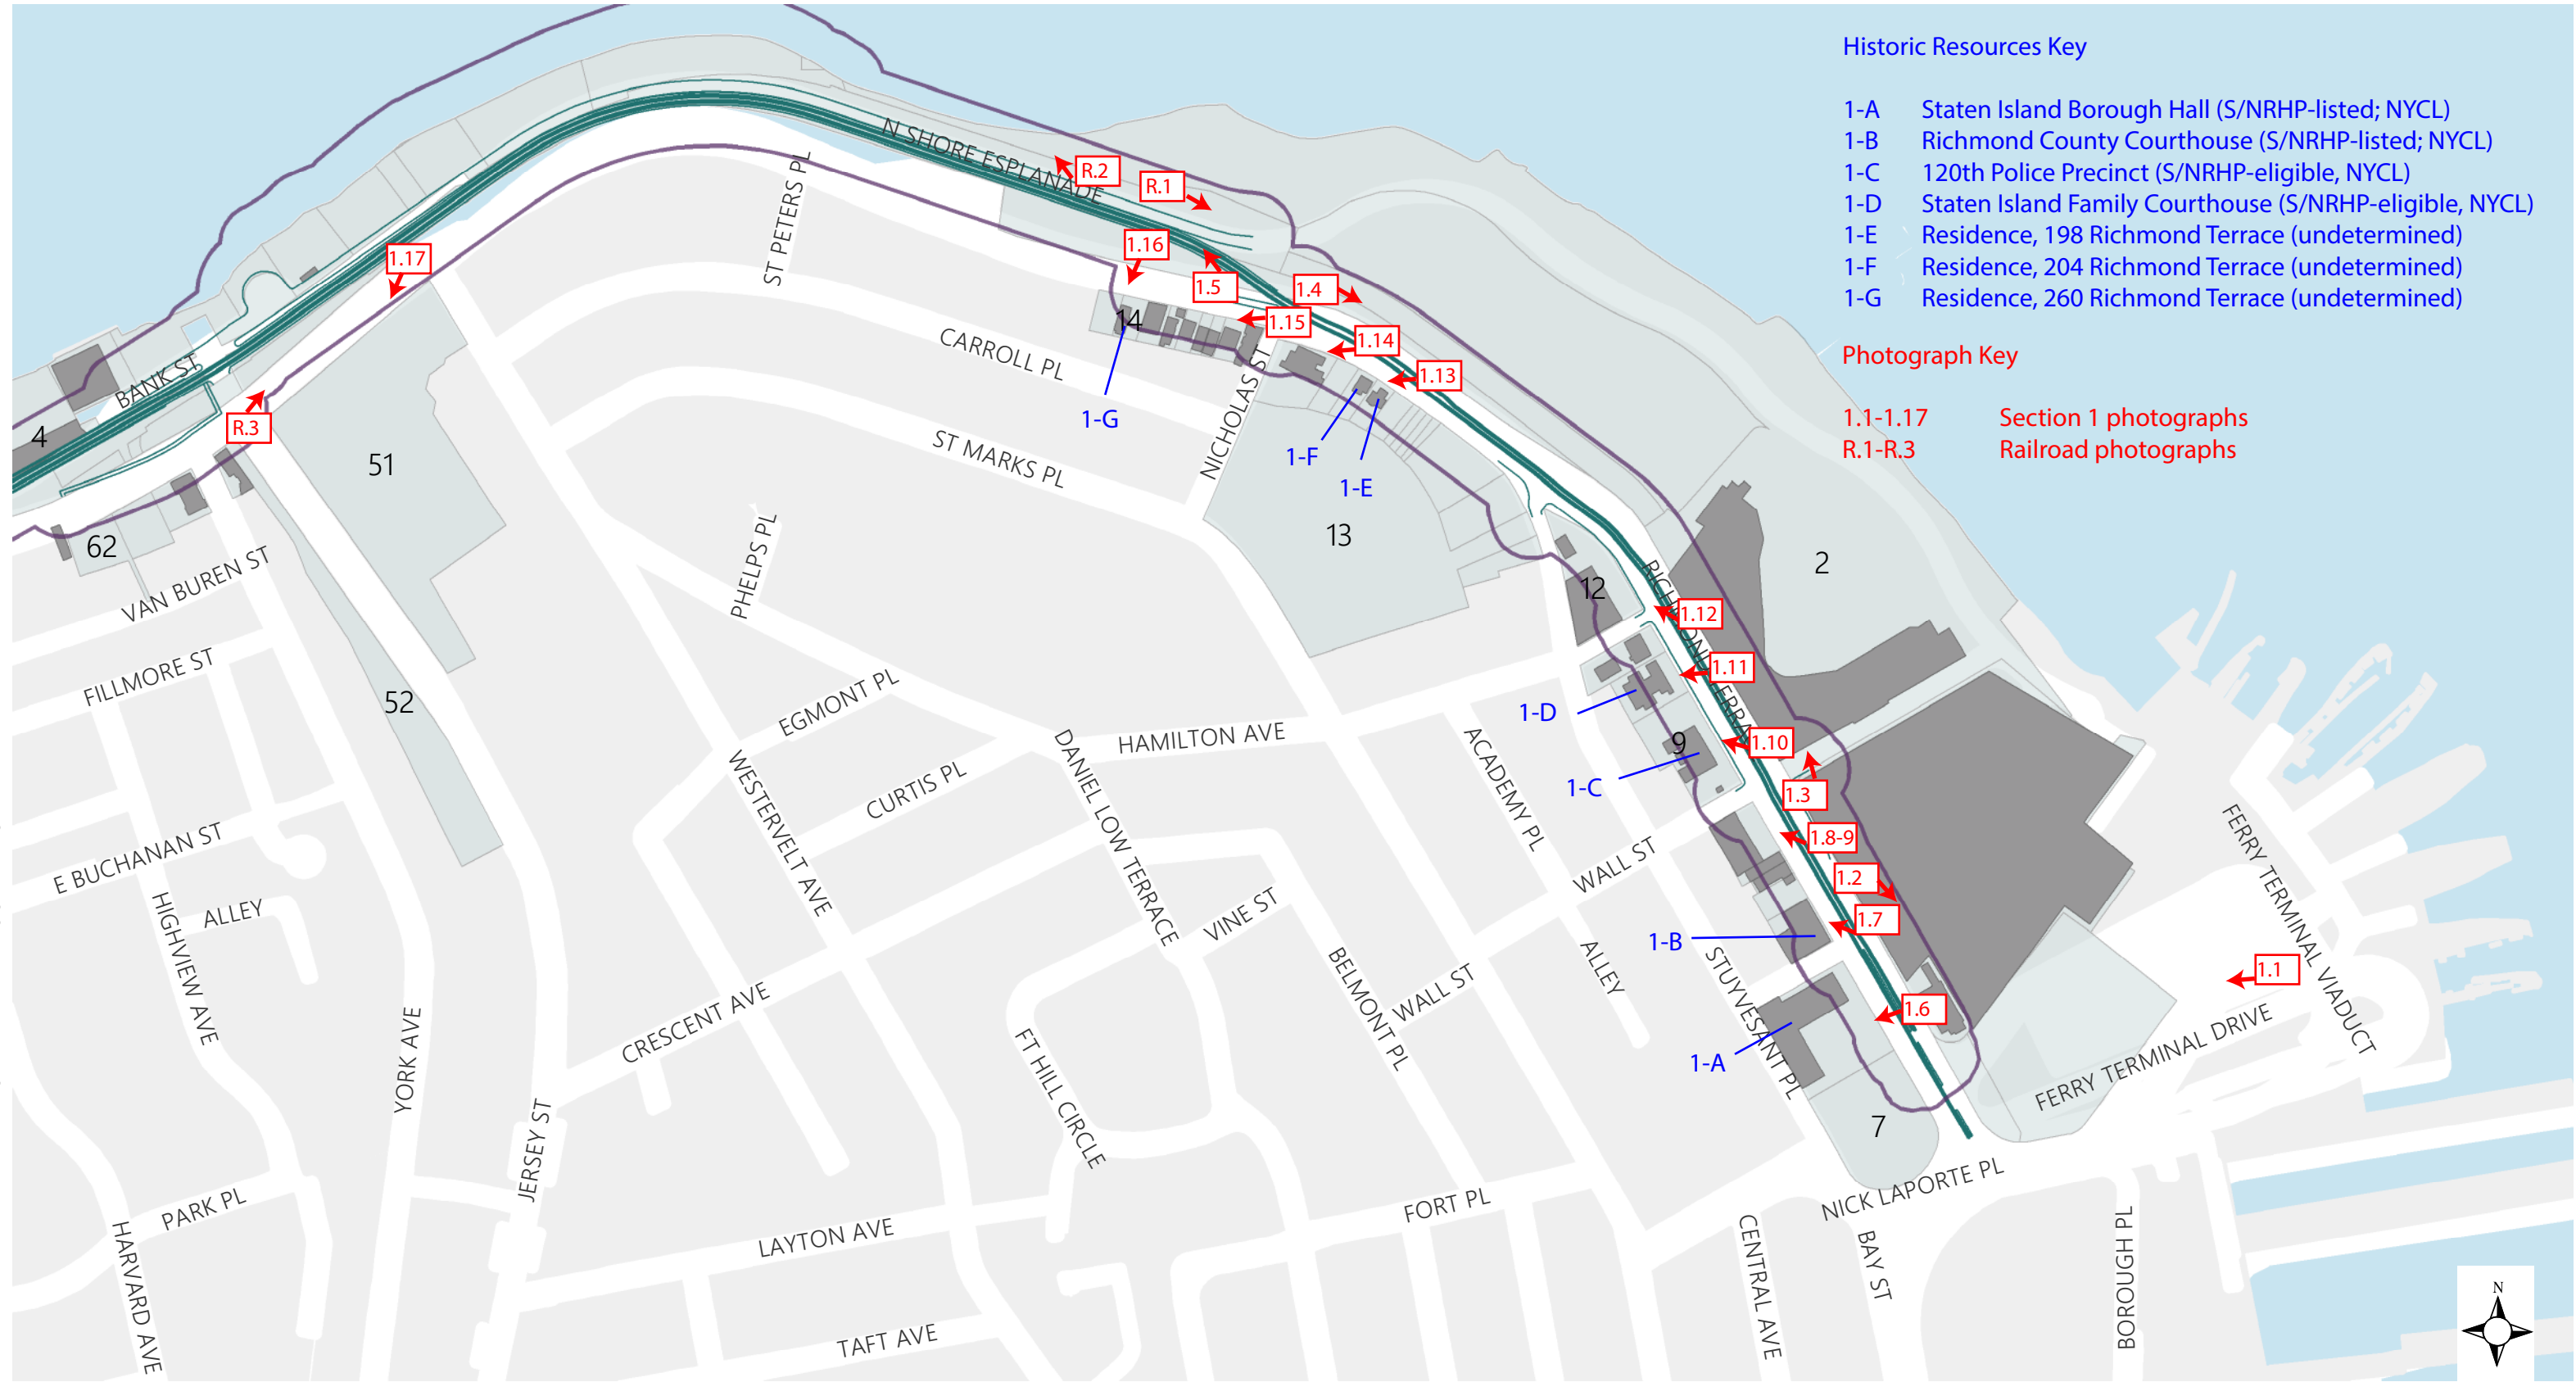 Historic Resources Key
1-A Staten Island Borough Hall (S/NRHP-listed; NYCL)
1-B Richmond County Courthouse (S/NRHP-listed; NYCL)
1-C 120th Police Precinct (S/NRHP-eligible, NYCL)
1-D Staten Island Family Courthouse (S/NRHP-eligible, NYCL)
1-E Residence, 198 Richmond Terrace (undetermined)
1-F Residence, 204 Richmond Terrace (undetermined)
1-G Residence, 260 Richmond Terrace (undetermined)
Photograph Key
1.1-1.17 Section 1 photographs
R.1-R.3 Railroad photographs
N SHORE ESPLANADE
R.2
R.1
ST PETERS PL
1.17
1.16
1.5
1.4
1.15
14
1.14
1.13
CARROLL PL
NICHOLAS ST
BANK ST
1-G
R.3
4
51
ST MARKS PL
1-F
1-E
13
62
PHELPS PL
2
VAN BUREN ST
12
RICHMOND TERRA
1.12
FILLMORE ST
52
1.11
EGMONT PL
1-D
HAMILTON AVE
9
1.10
ACADEMY PL
DANIEL LOW TERRACE
WESTERVELT AVE
CURTIS PL
1-C
1.3
1.8-9
E BUCHANAN ST
WALL ST
1.2
FERRY TERMINAL VIADUCT
ALLEY
VINE ST
1.7
HIGHVIEW AVE
1-B
1.1
BELMONT PL
WALL ST
ALLEY
STUYVESANT PL
1.6
CRESCENT AVE
YORK AVE
FT HILL CIRCLE
1-A
FERRY TERMINAL DRIVE
JERSEY ST
7
PARK PL
FORT PL
NICK LAPORTE PL
LAYTON AVE
HARVARD AVE
CENTRAL AVE
BAY ST
BOROUGH PL
TAFT AVE
N